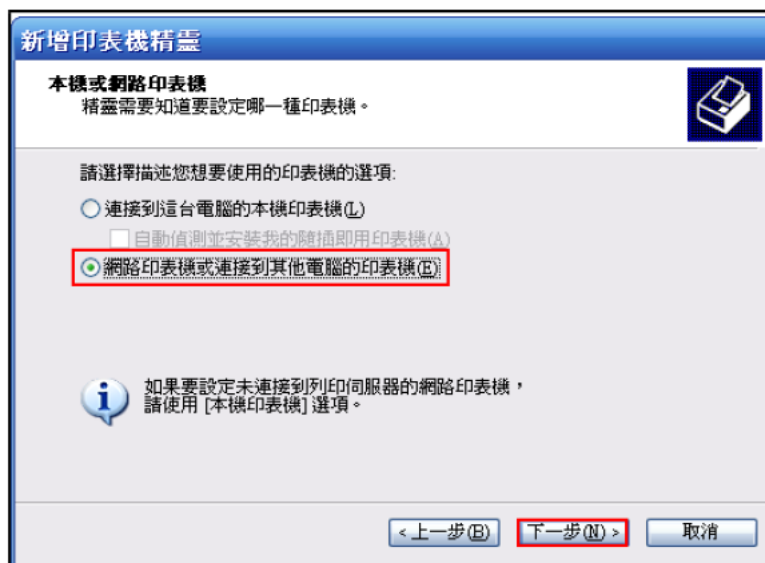 新增印表機精靈
本機或網路印表機
精靈需要知道要設定哪一種印表機。
請選擇描述您想要使用的印表機的選項:
連接到這台電腦的本機印表機(L)
自動偵測並安裝我的隨插即用印表機(A)
網路印表機或連接到其他電腦的印表機(E)
如果要設定未連接到列印伺服器的網路印表機，
請使用 [本機印表機] 選項。
<上一步(B) 下一步(N)> 取消